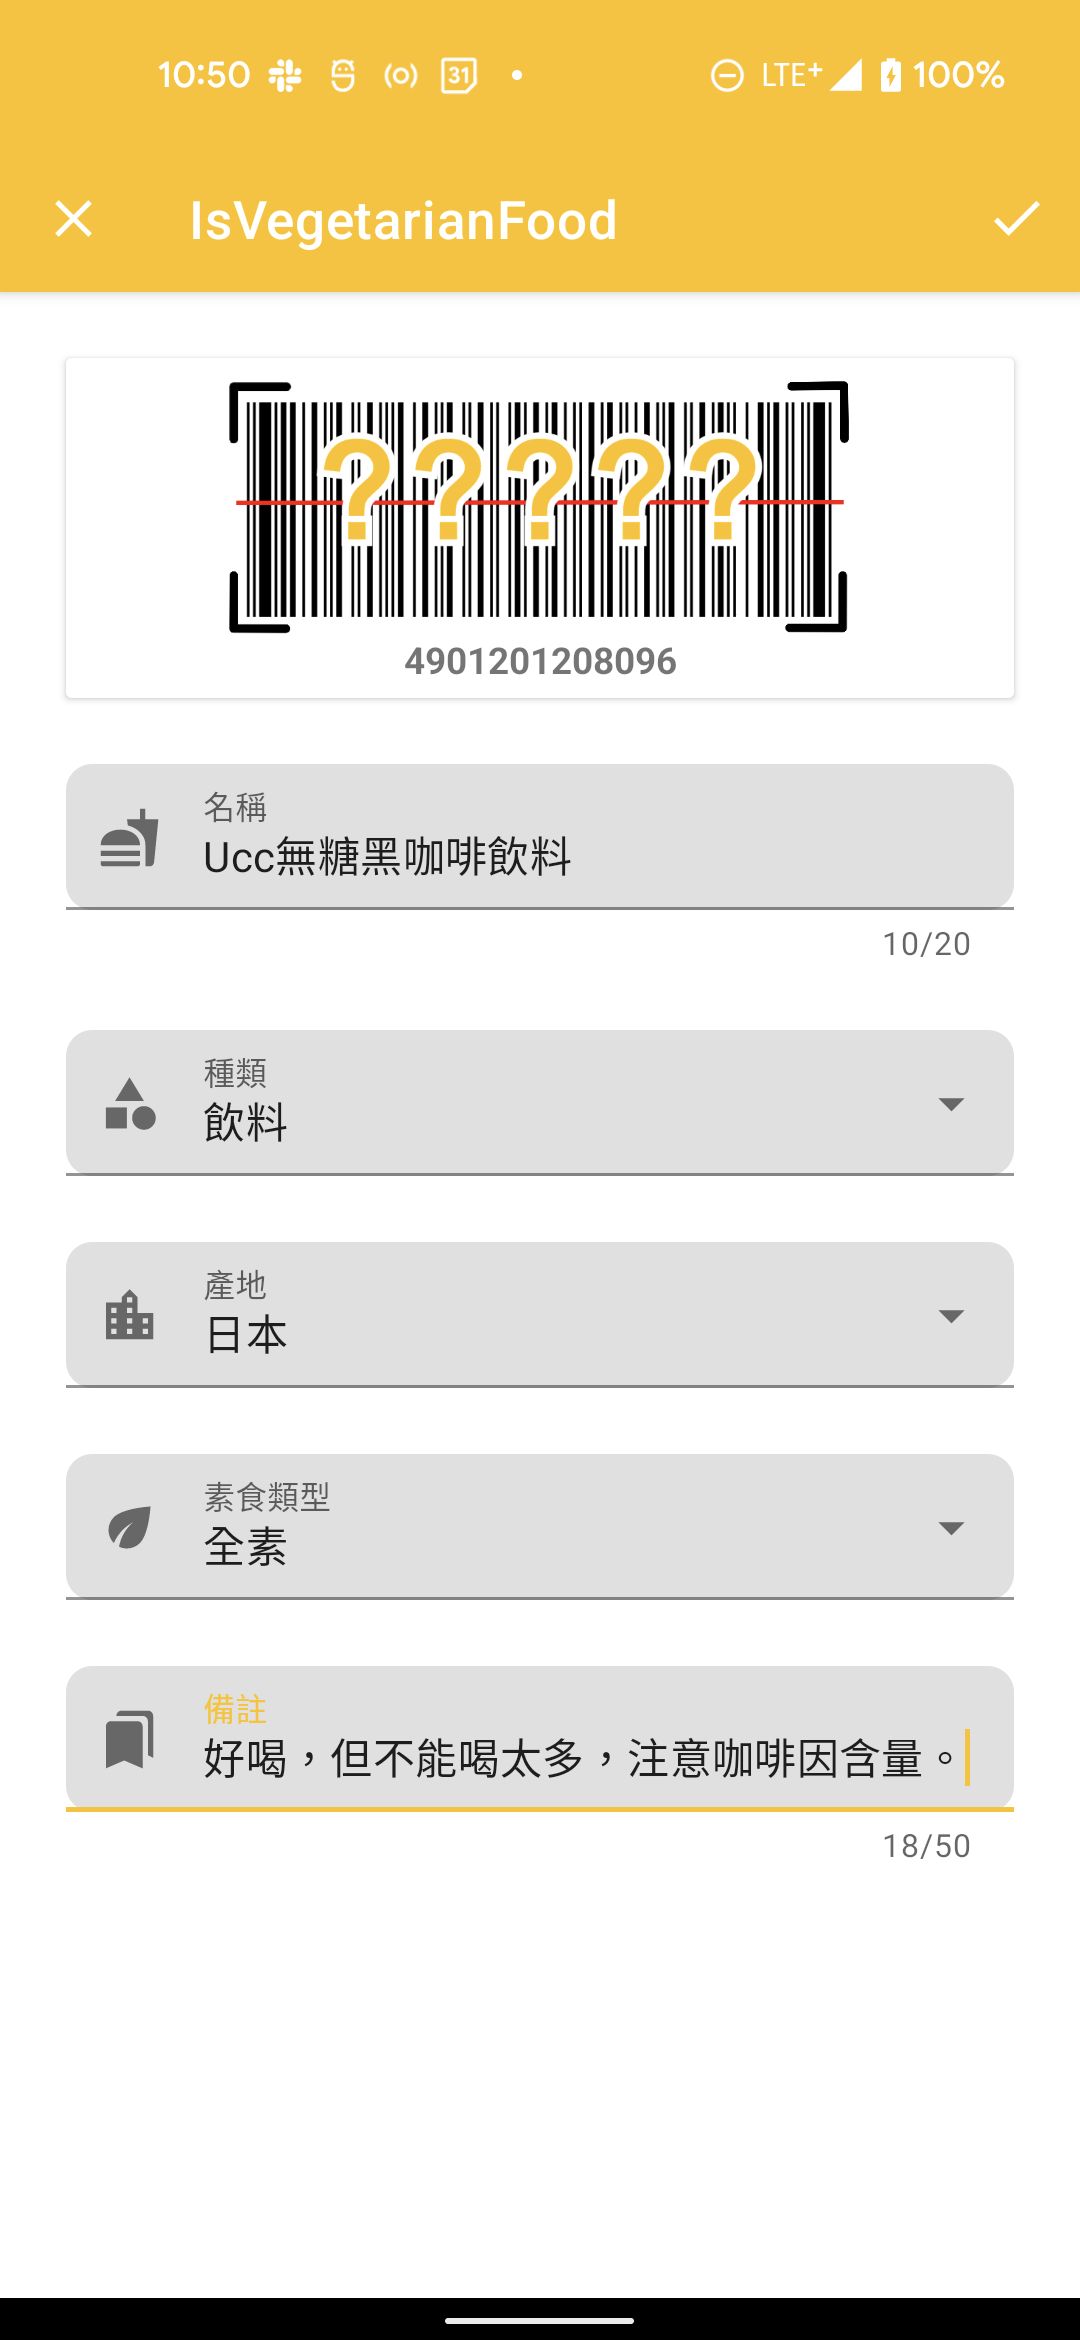 10:50 31 LTE+ 100%
IsVegetarianFood
?????
4901201208096
名稱
Ucc無糖黑咖啡飲料
10/20
種類
飲料
產地
日本
素食類型
全素
備註
好喝，但不能喝太多，注意咖啡因含量。
18/50